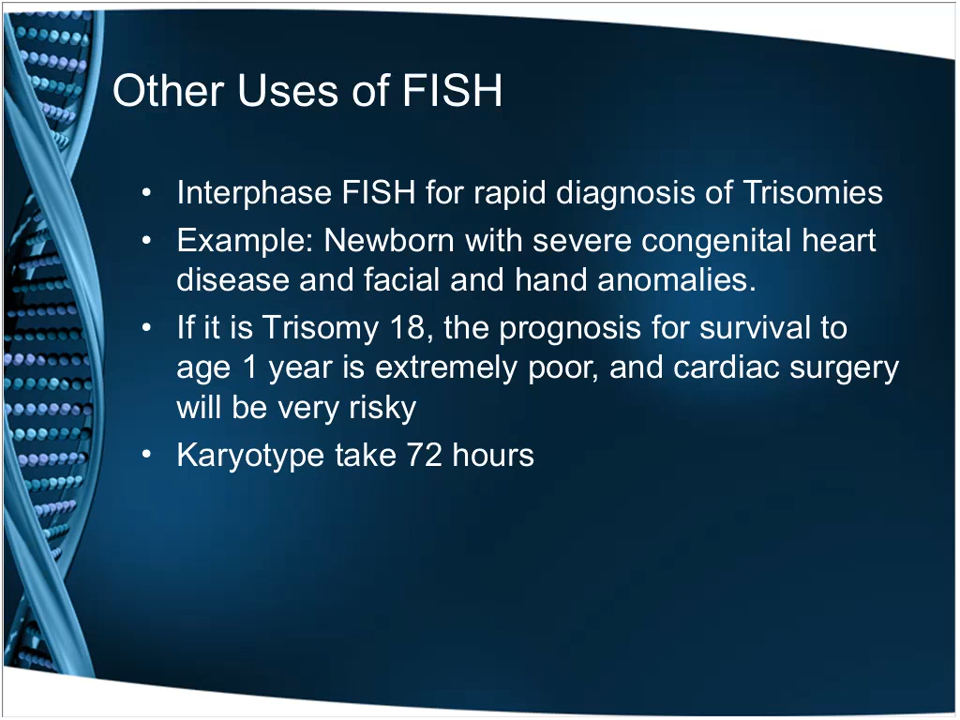 Other Uses of FISH
• Interphase FISH for rapid diagnosis of Trisomies
• Example: Newborn with severe congenital heart
disease and facial and hand anomalies.
• If it is Trisomy 18, the prognosis for survival to
age 1 year is extremely poor, and cardiac surgery
will be very risky
• Karyotype take 72 hours